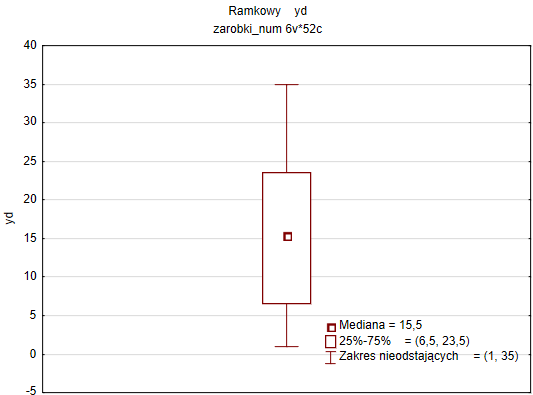 Ramkowy yd
zarobki_num 6v*52c
40
35
30
25
20
15
10
5
0
-5
yd
Mediana = 15,5
25%-75% = (6,5, 23,5)
Zakres nieodstających = (1, 35)